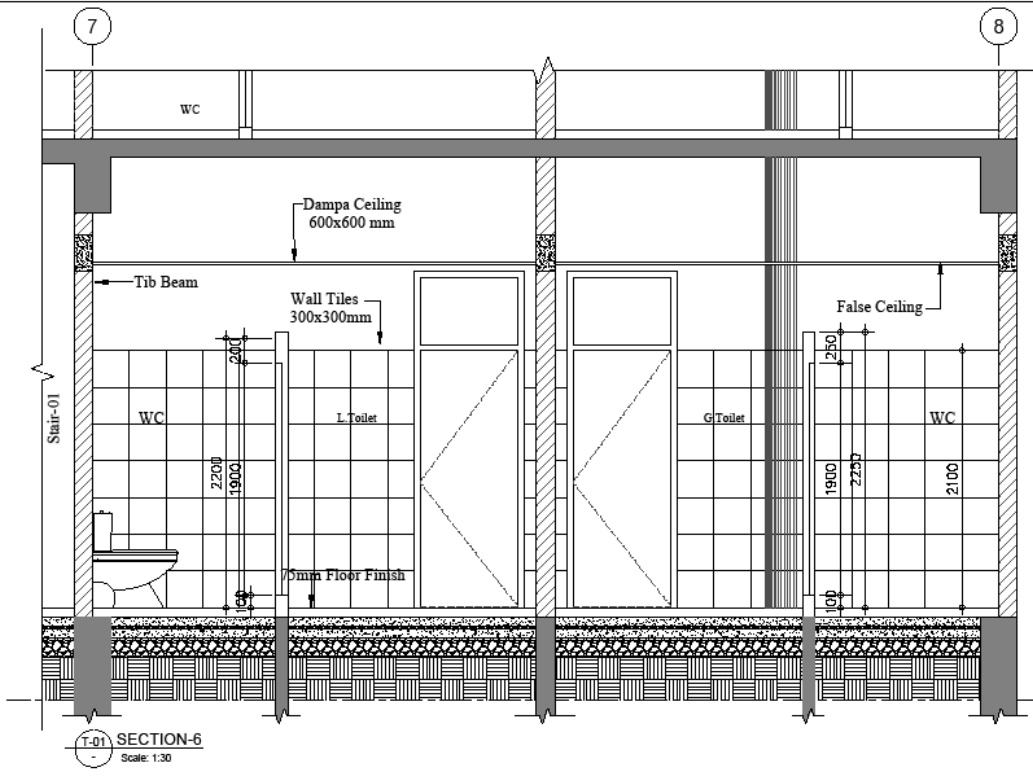 7
8
WC
Dampa Ceiling
600x600 mm
Tib Beam
Wall Tiles
300x300mm
False Ceiling
200
250
Stair-01
WC
L.Toilet
G.Toilet
WC
2200
1900
1900
2250
2100
75mm Floor Finish
100
100
T-01
-
SECTION-6
Scale: 1:30